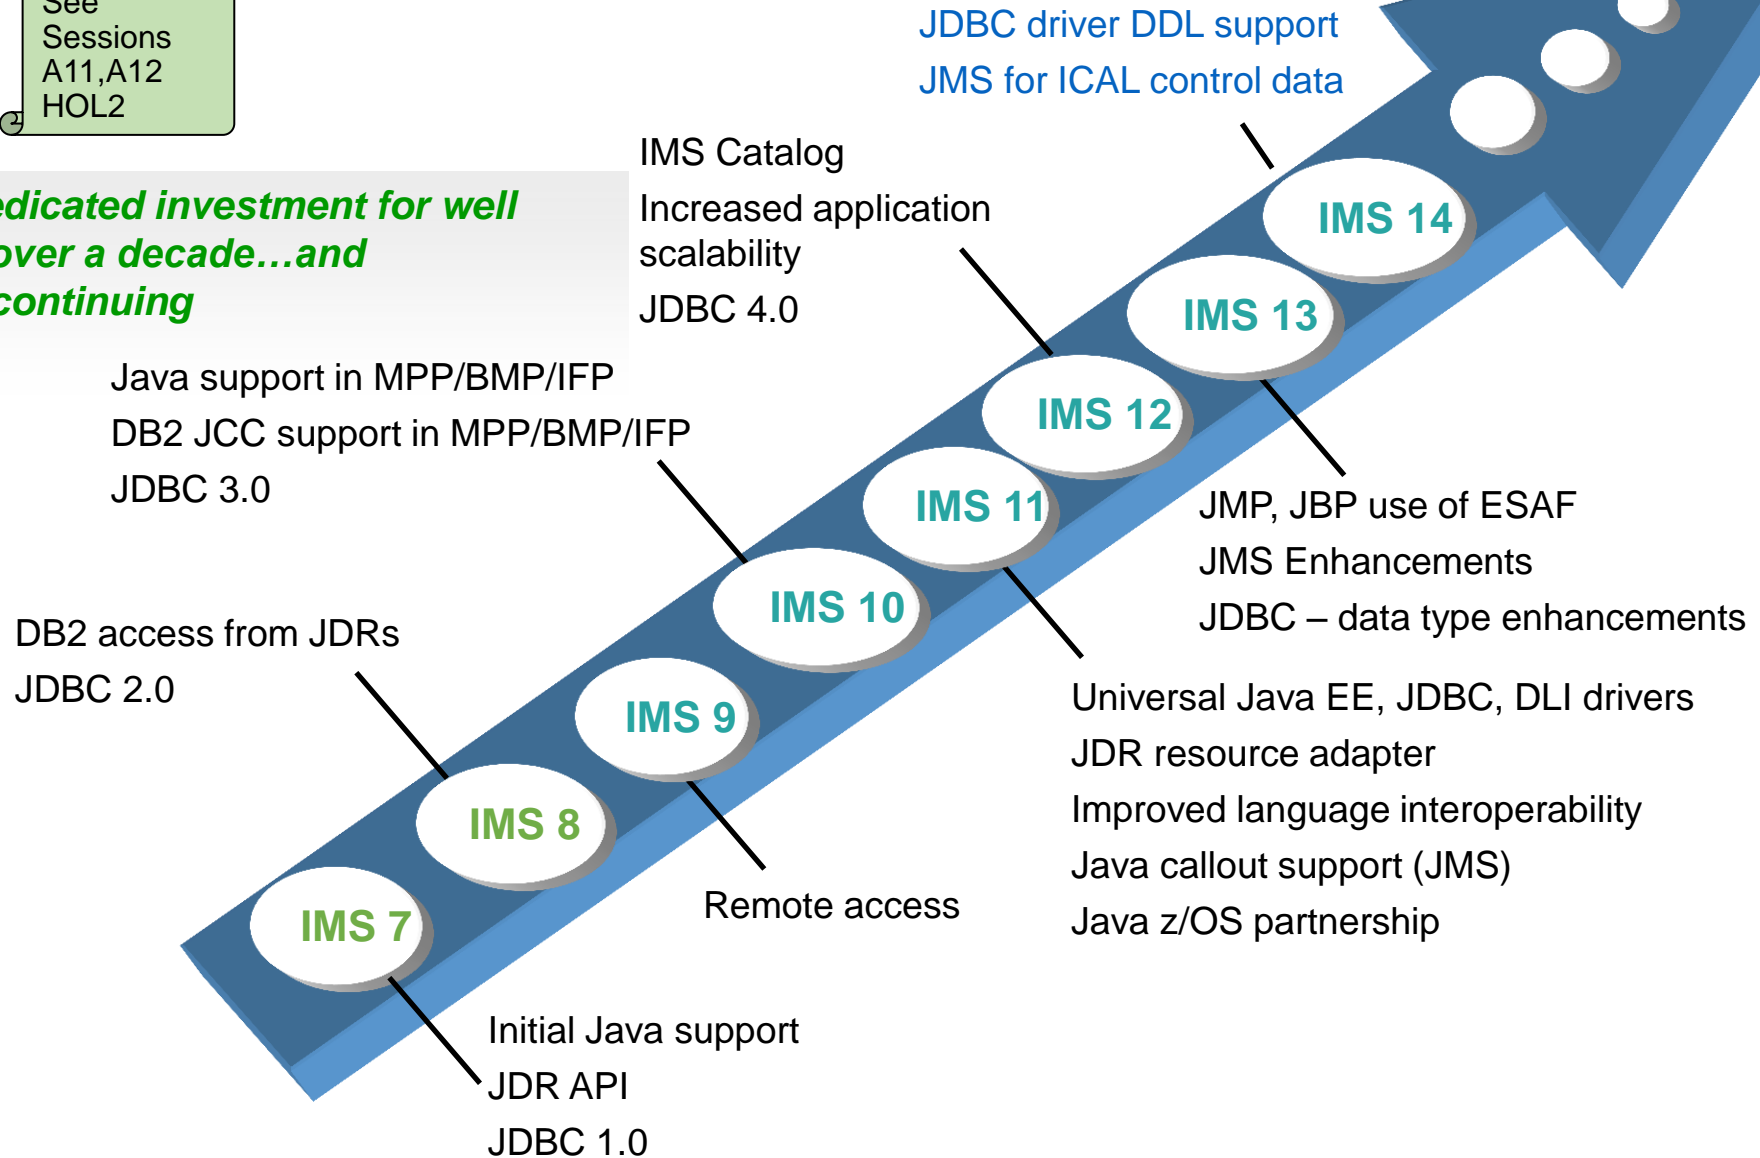 See
Sessions
A11,A12
HOL2
JDBC driver DDL support
JMS for ICAL control data
edicated investment for well
over a decade…and
continuing
IMS Catalog
Increased application
scalability
JDBC 4.0
IMS 14
IMS 13
Java support in MPP/BMP/IFP
DB2 JCC support in MPP/BMP/IFP
JDBC 3.0
IMS 12
IMS 11
JMP, JBP use of ESAF
JMS Enhancements
JDBC – data type enhancements
IMS 10
DB2 access from JDRs
JDBC 2.0
IMS 9
Universal Java EE, JDBC, DLI drivers
JDR resource adapter
Improved language interoperability
Java callout support (JMS)
Java z/OS partnership
IMS 8
Remote access
IMS 7
Initial Java support
JDR API
JDBC 1.0